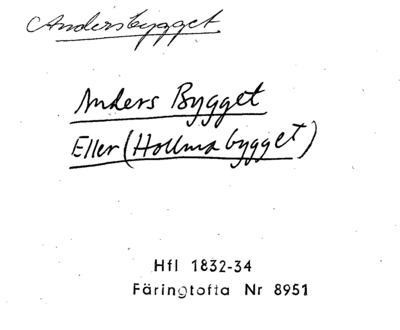 Andersbygget
Anders Bygget
Eller (Hollmabygget)
Hfl 1832-34
Färingtofta Nr 8951